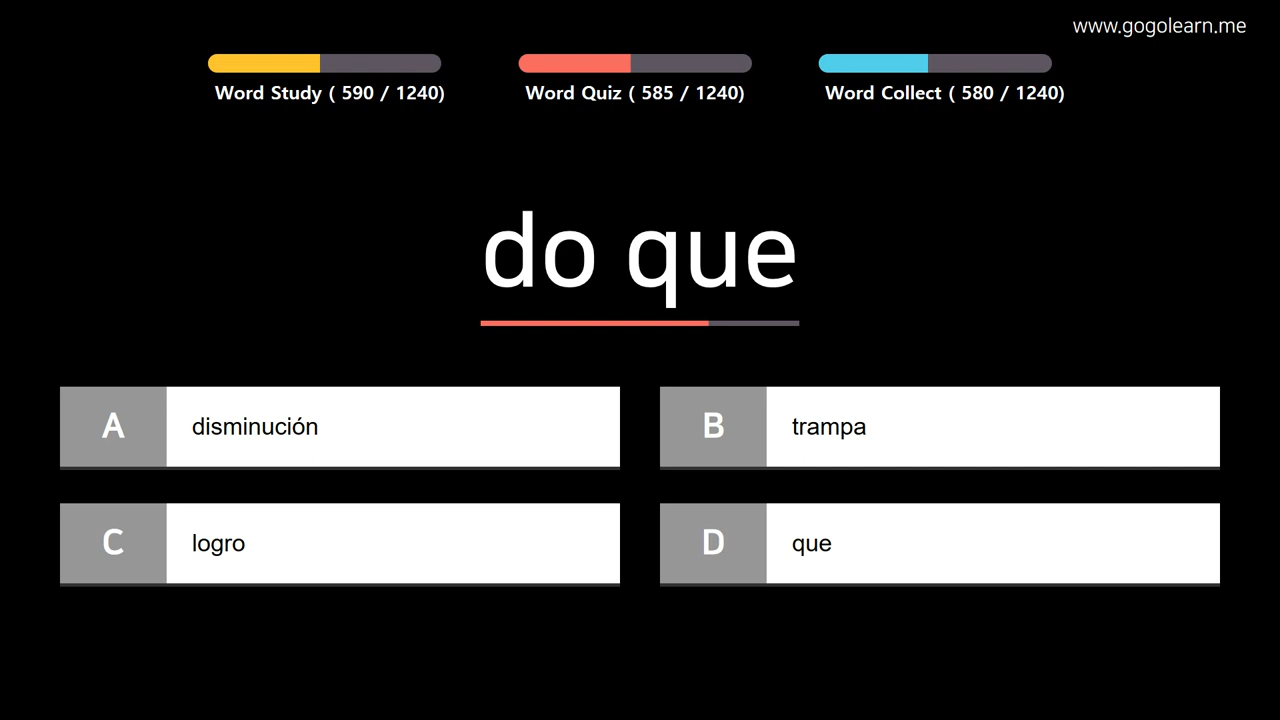 www.gogolearn.me
Word Study ( 590 / 1240)
Word Quiz ( 585 / 1240)
Word Collect ( 580 / 1240)
do que
A
disminución
B
trampa
C
logro
D
que